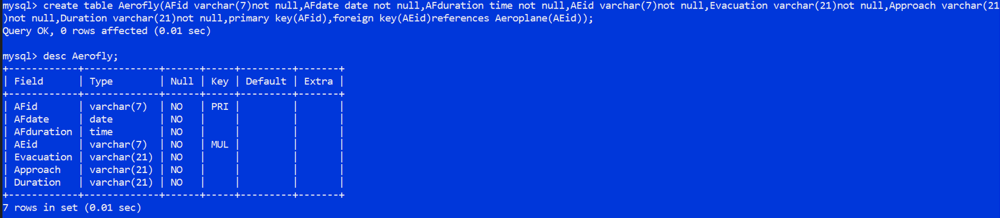 mysql> create table Aerofly(AFid varchar(7)not null,AFdate date not null,AFduration time not null,AEid varchar(7)not null,Evacuation varchar(21)not null,Approach varchar(21
)not null,Duration varchar(21)not null,primary key(AFid),foreign key(AEid)references Aeroplane(AEid));
Query OK, 0 rows affected (0.01 sec)

mysql> desc Aerofly;
+------------+-------------+------+-----+---------+-------+
| Field      | Type        | Null | Key | Default | Extra |
+------------+-------------+------+-----+---------+-------+
| AFid       | varchar(7)  | NO   | PRI |         |       |
| AFdate     | date        | NO   |     |         |       |
| AFduration | time        | NO   |     |         |       |
| AEid       | varchar(7)  | NO   | MUL |         |       |
| Evacuation | varchar(21) | NO   |     |         |       |
| Approach   | varchar(21) | NO   |     |         |       |
| Duration   | varchar(21) | NO   |     |         |       |
+------------+-------------+------+-----+---------+-------+
7 rows in set (0.01 sec)